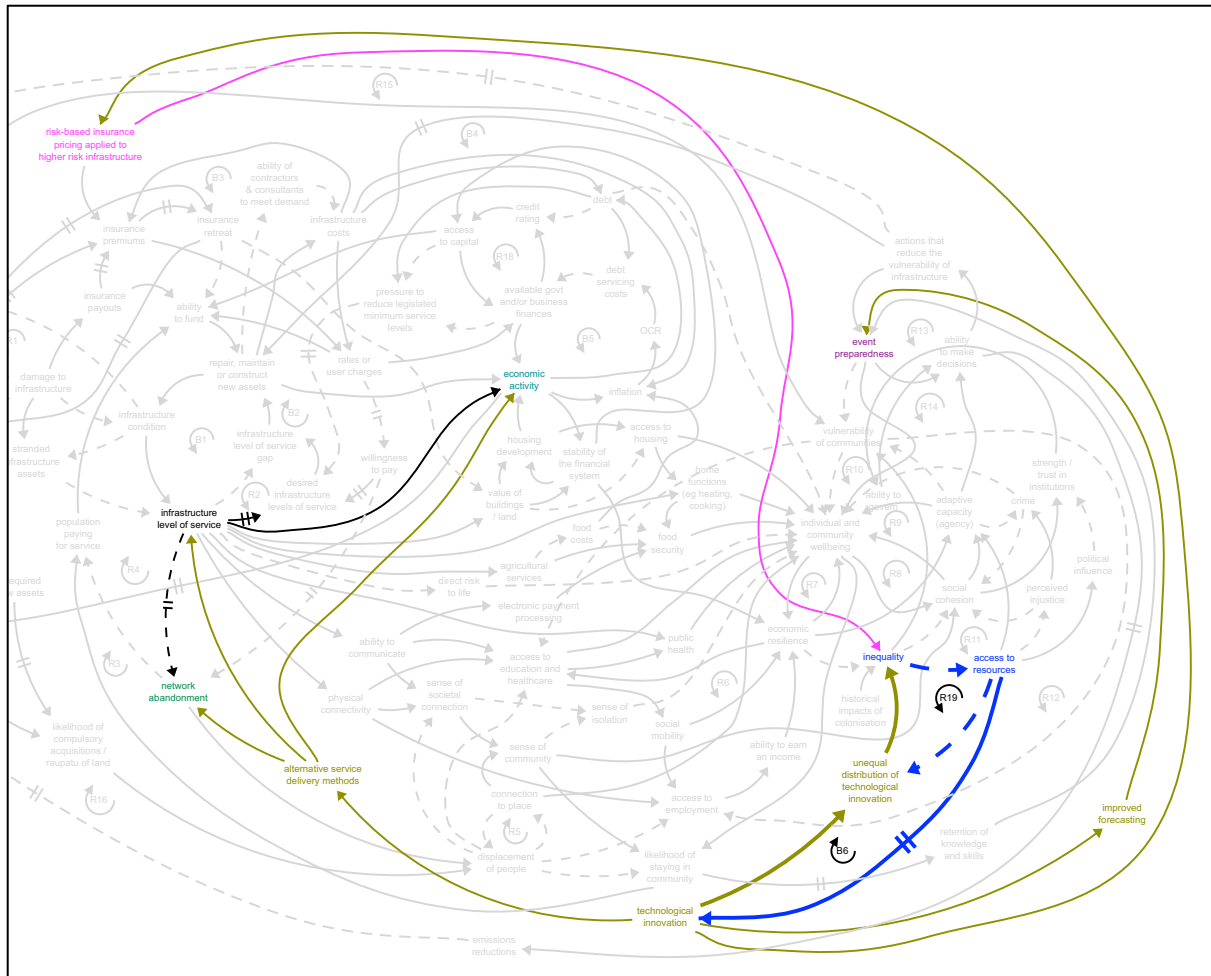 R15
B4
risk-based insurance
pricing applied to
higher risk infrastructure
B3
ability of
contractors
& consultants
to meet demand
insurance
premiums
insurance
retreat
infrastructure
costs
access
to capital
credit
rating
debt
R18
debt
servicing
costs
actions that
reduce the
vulnerability of
infrastructure
insurance
payouts
ability
to fund
pressure to
reduce legislated
minimum service
levels
available govt
and/or business
finances
OCR
B5
R13
R1
event
preparedness
ability
to make
decisions
repair, maintain
or construct
new assets
rates or
user charges
damage to
infrastructure
economic
activity
inflation
infrastructure
condition
B2
B1
infrastructure
level of service
gap
housing
development
stability of
the financial
system
access to
housing
R14
vulnerability
of communities
stranded
infrastructure
assets
willingness
to pay
desired infrastructure
levels of service
R2
value of
buildings
/ land
home
functions
(eg heating,
cooking)
R10
ability to
strength /
trust in
institutions
adaptive
capacity
(agency)
crime
infrastructure
level of service
population
paying
for service
food
costs
food
security
individual and
community
wellbeing
R9
R4
agricultural
services
direct risk
to life
R7
R8
political
influence
required
assets
electronic payment
processing
social
cohesion
perceived
injustice
ability to
communicate
public
health
economic
resilience
R11
R3
access to
education and
healthcare
inequality
access to
resources
network
abandonment
physical
connectivity
sense of
societal
connection
sense of
isolation
R6
historical
impacts of
colonisation
R19
R12
likelihood of
compulsory
acquisitions /
raupatu of land
social
mobility
sense of
community
ability to earn
an income
alternative service
delivery methods
unequal
distribution of
technological
innovation
R16
connection
to place
access to
employment
improved
forecasting
R5
B6
retention of
knowledge
and skills
displacement
of people
likelihood of
staying in
community
technological
innovation
emissions
reductions